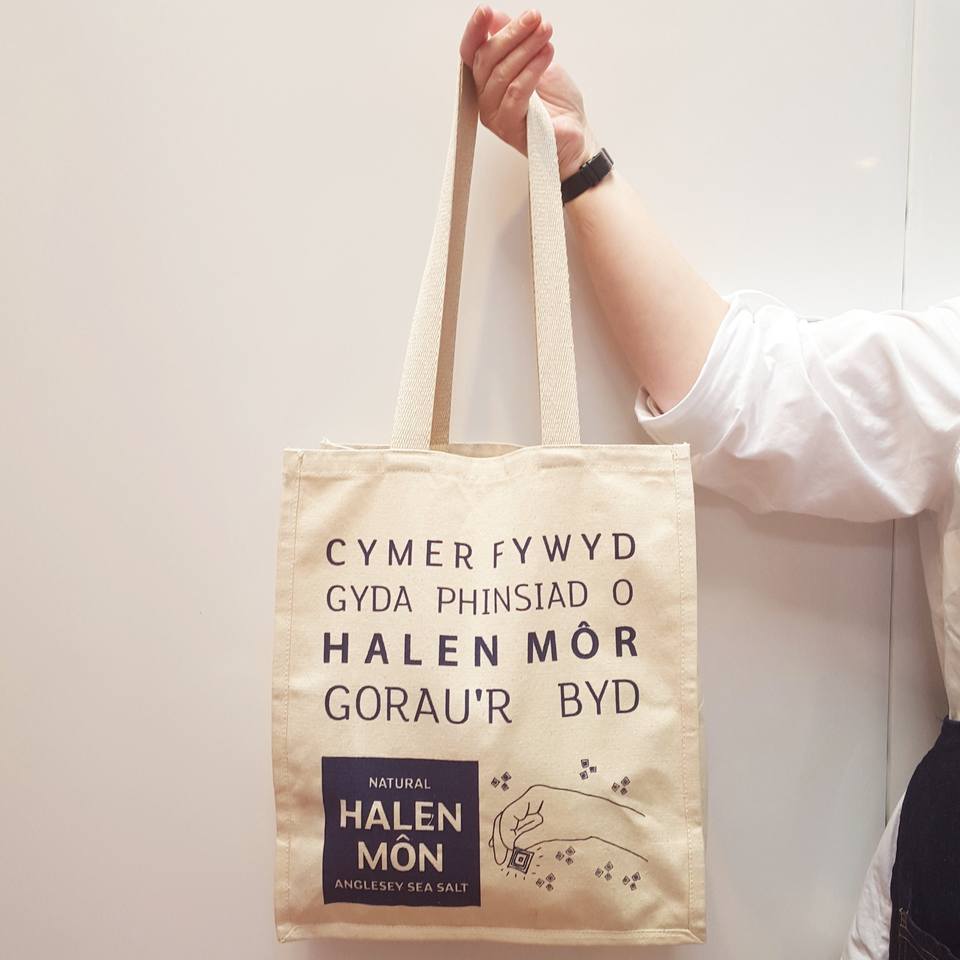 CYMER FYWYD
GYDA PHINSIAD O
HALEN MÔR
GORAU'R BYD
NATURAL
HALEN
MÔN
ANGLESEY SEA SALT